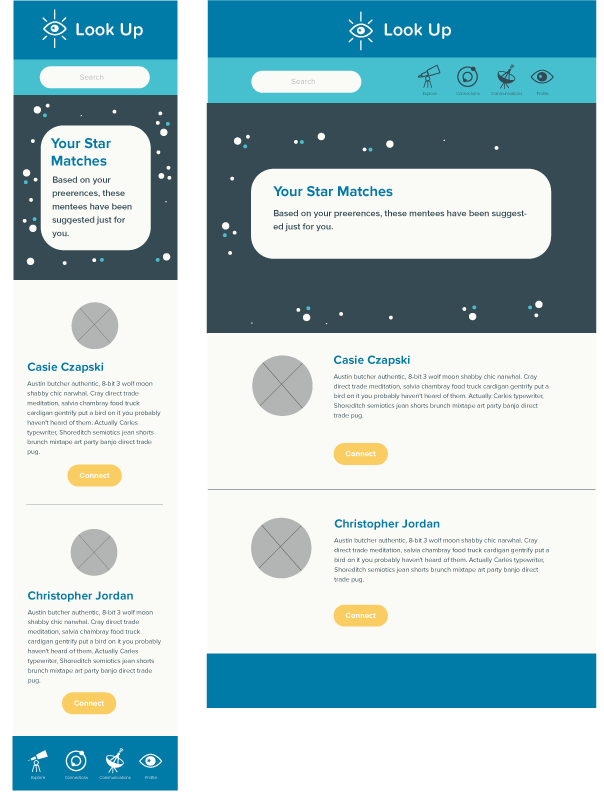 Look Up
Search
Your Star
Matches
Based on your
preerences, these
mentees have been
suggested just for
you.
Casie Czapski
Austin butcher authentic, 8-bit 3 wolf moon
shabby chic narwhal. Cray direct trade
meditation, salvia chambray food truck
cardigan gentrify put a bird on it you probably
haven't heard of them. Actually Carles
typewriter, Shoreditch semiotics jean shorts
brunch mixtape art party banjo direct trade
pug.
Connect
Christopher Jordan
Austin butcher authentic, 8-bit 3 wolf moon
shabby chic narwhal. Cray direct trade
meditation, salvia chambray food truck
cardigan gentrify put a bird on it you probably
haven't heard of them. Actually Carles
typewriter, Shoreditch semiotics jean shorts
brunch mixtape art party banjo direct trade
pug.
Connect
Explore Connections Communications Profile
Look Up
Search
Explore Connections Communications Profile
Your Star Matches
Based on your preerences, these mentees have been suggest-
ed just for you.
Casie Czapski
Austin butcher authentic, 8-bit 3 wolf moon shabby chic narwhal. Cray
direct trade meditation, salvia chambray food truck cardigan gentrify put a
bird on it you probably haven't heard of them. Actually Carles typewriter,
Shoreditch semiotics jean shorts brunch mixtape art party banjo direct
trade pug.
Connect
Christopher Jordan
Austin butcher authentic, 8-bit 3 wolf moon shabby chic narwhal. Cray
direct trade meditation, salvia chambray food truck cardigan gentrify put a
bird on it you probably haven't heard of them. Actually Carles typewriter,
Shoreditch semiotics jean shorts brunch mixtape art party banjo direct
trade pug.
Connect